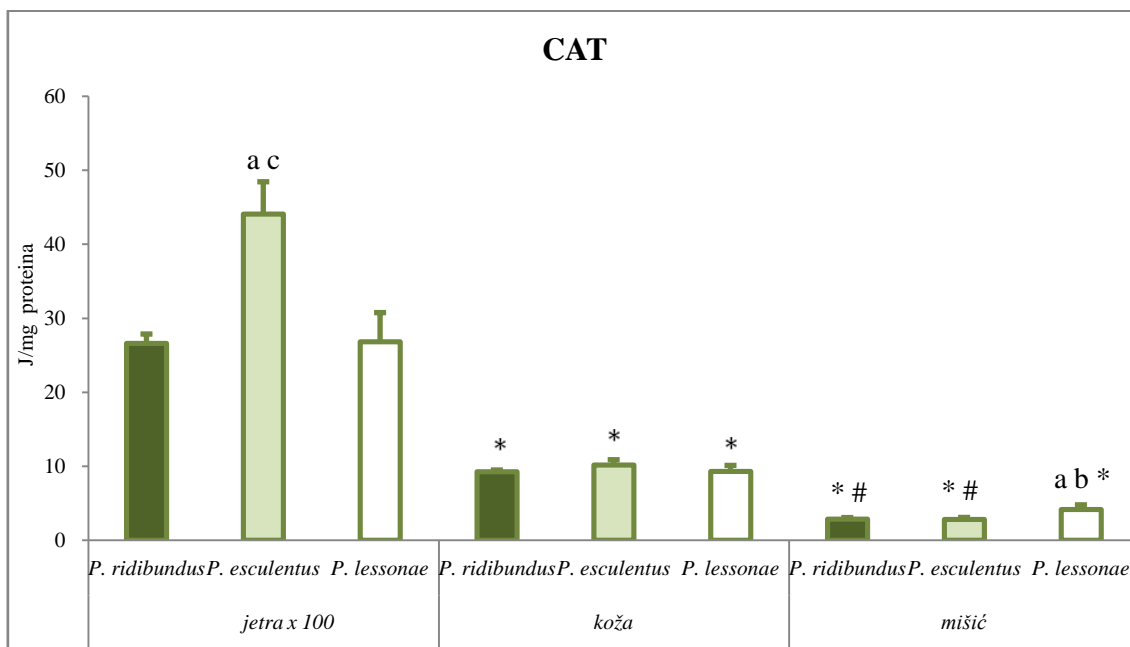 CAT
60
50
40
30
20
10
0
J/mg proteina
a c
*
*
*
* #
* #
a b *
P. ridibundus P. esculentus P. lessonae P. ridibundus P. esculentus P. lessonae P. ridibundus P. esculentus P. lessonae
jetra x 100 koža mišić